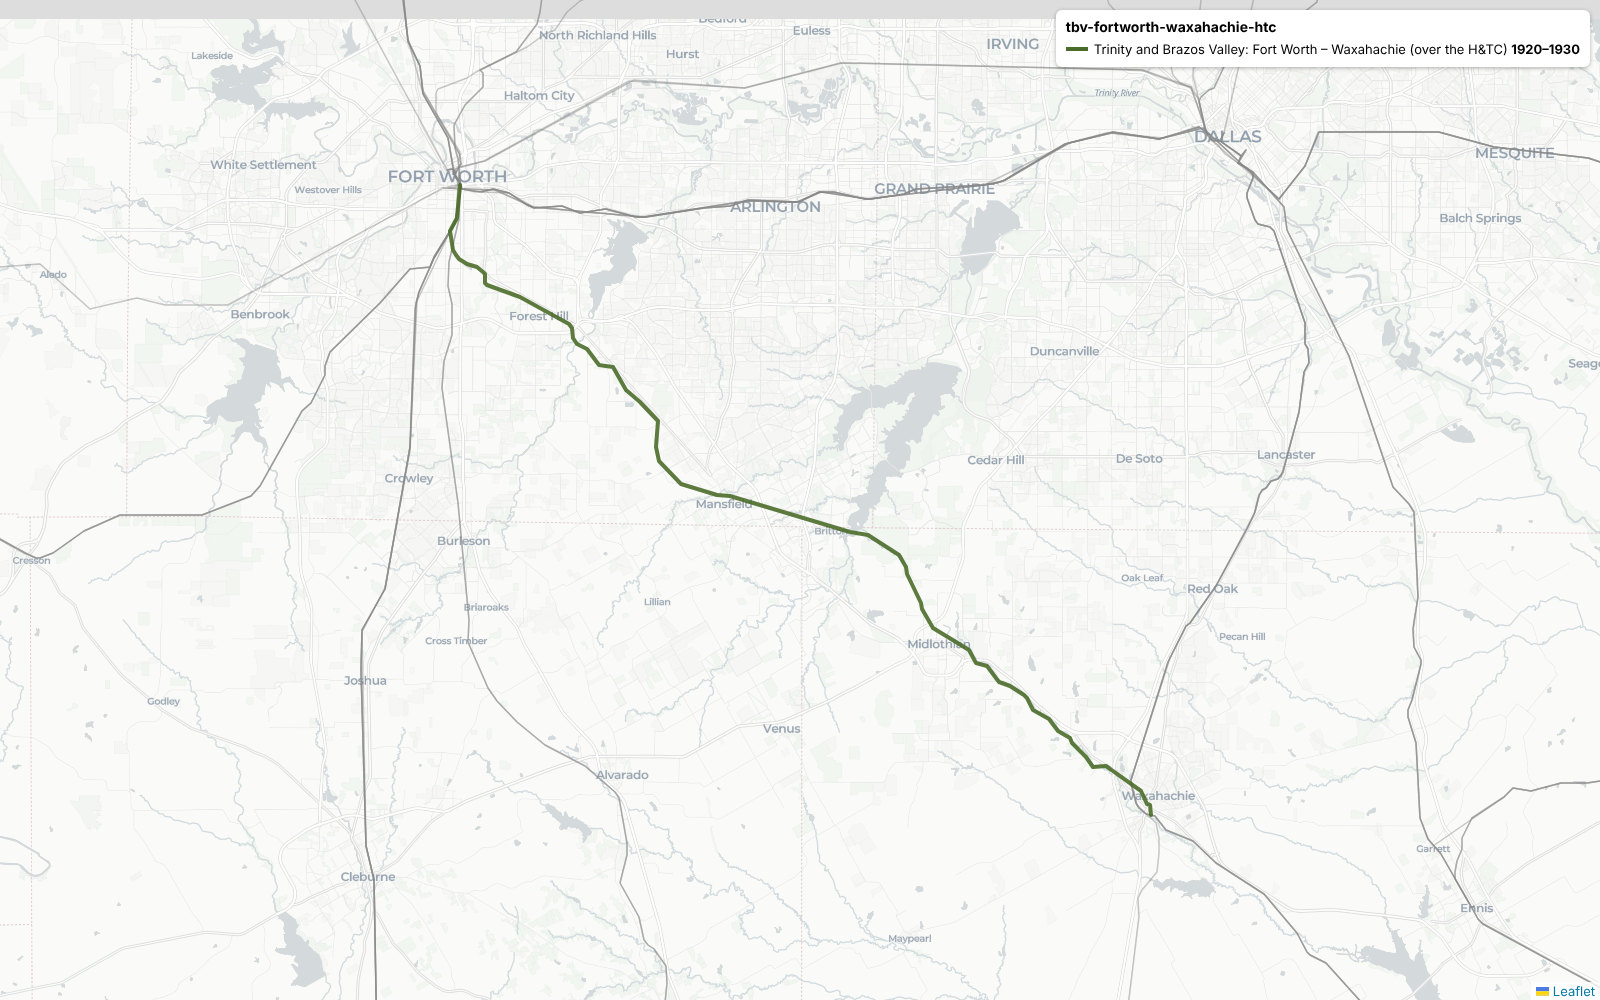 tbv-fortworth-waxahachie-htc
Trinity and Brazos Valley: Fort Worth – Waxahachie (over the H&TC) 1920–1930
Bedford
Euless
North Richland Hills
IRVING
Hurst
Lakeside
Haltom City
Trinity River
DALLAS
MESQUITE
White Settlement
FORT WORTH
Westover Hills
GRAND PRAIRIE
ARLINGTON
Balch Springs
Aledo
Benbrook
Forest Hill
Duncanville
Seago
Crowley
Cedar Hill
De Soto
Lancaster
Mansfield
Britton
Burleson
Cresson
Oak Leaf
Red Oak
Lillian
Briaroaks
Cross Timber
Midlothian
Pecan Hill
Joshua
Godley
Venus
Alvarado
Waxahachie
Garrett
Cleburne
Ennis
Maypearl
Leaflet